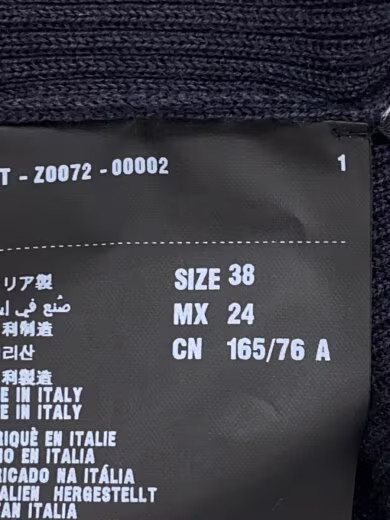 T - Z0072 - 00002
1
リア製
SIZE 38
صنع في إ
MX 24
利制造
리산
CN 165/76 A
利製造
E IN ITALY
E IN ITALY
RIQUÈ EN ITALIE
O EN ITALIA
RICADO NA ITÁLIA
ALIEN HERGESTELLT
TAN ITALIA